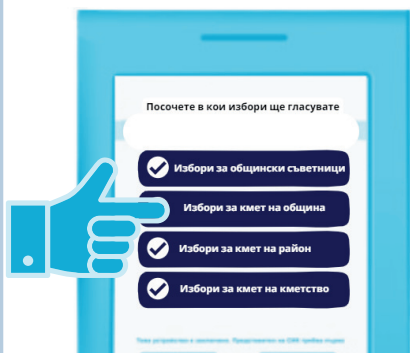 Посочете в кои избори ще гласувате
Избори за общински съветници
Избори за кмет на община
Избори за кмет на район
Избори за кмет на кметство